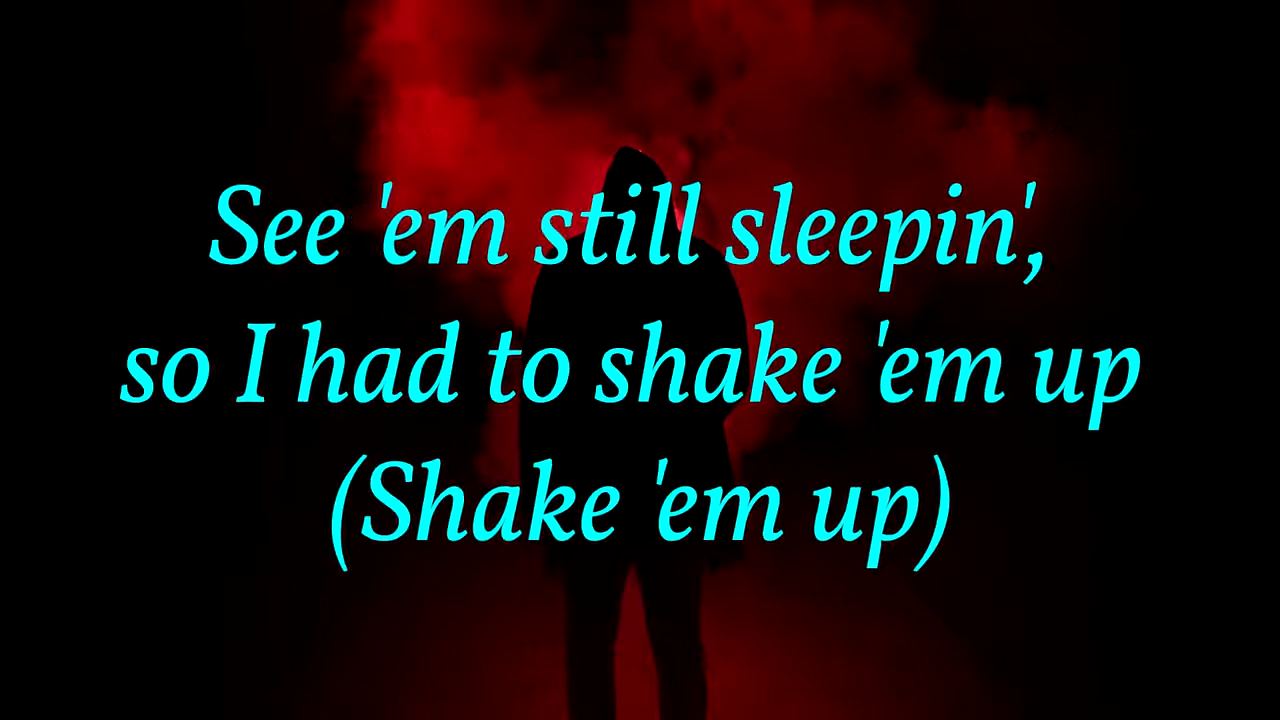 See 'em still sleepin',
so I had to shake 'em up
(Shake 'em up)